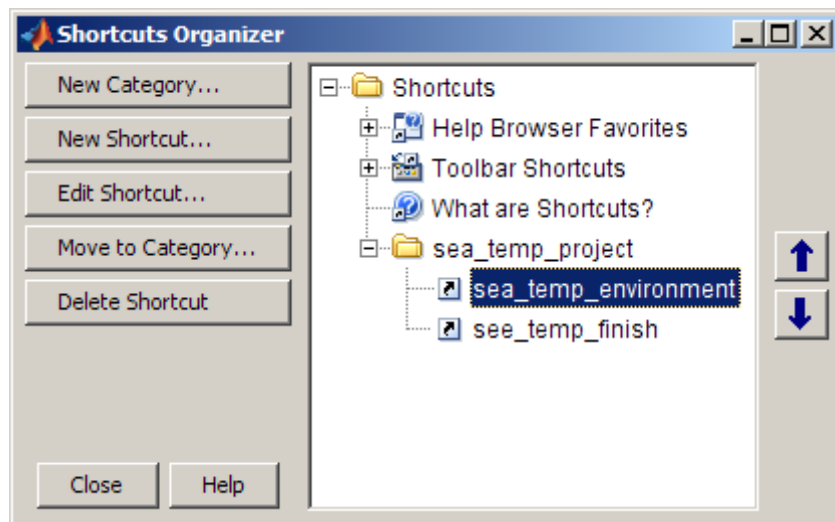 Shortcuts Organizer
New Category...
New Shortcut...
Edit Shortcut...
Move to Category...
Delete Shortcut
Shortcuts
Help Browser Favorites
Toolbar Shortcuts
What are Shortcuts?
sea_temp_project
sea_temp_environment
see_temp_finish
Close
Help